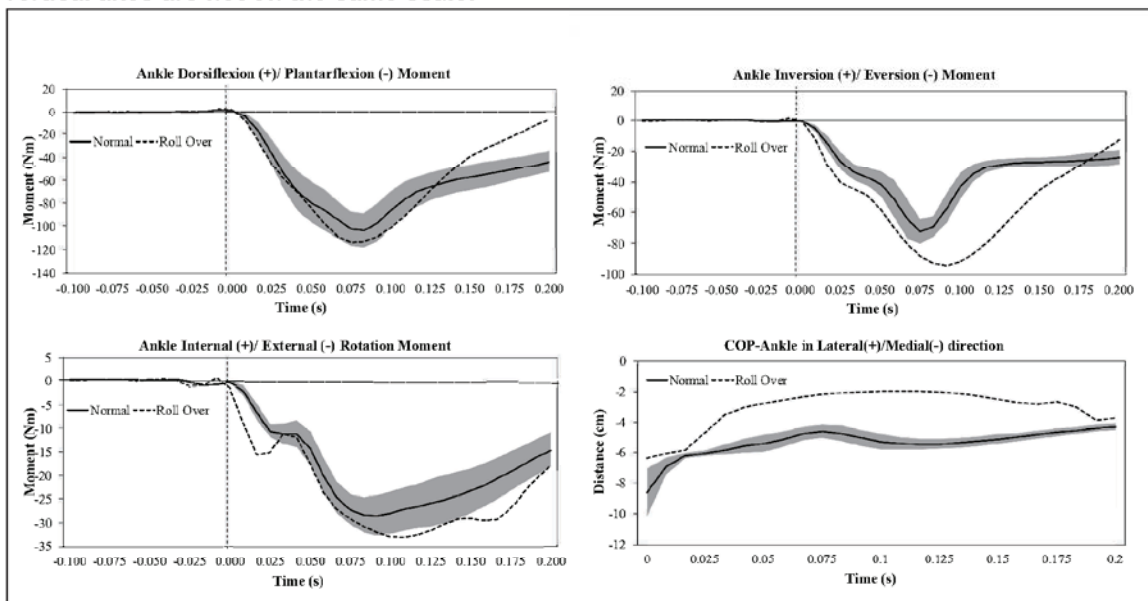 Ankle Dorsiflexion (+)/ Plantarflexion (-) Moment
20
0
-20
-40
-60
-80
-100
-120
-140
Moment (Nm)
Normal
Roll Over
-0.100 -0.075 -0.050 -0.025 0.000 0.025 0.050 0.075 0.100 0.125 0.150 0.175 0.200
Time (s)
Ankle Inversion (+)/ Eversion (-) Moment
20
0
-20
-40
-60
-80
-100
Moment (Nm)
Normal
Roll Over
-0.100 -0.075 -0.050 -0.025 0.000 0.025 0.050 0.075 0.100 0.125 0.150 0.175 0.200
Time (s)
Ankle Internal (+)/ External (-) Rotation Moment
5
0
-5
-10
-15
-20
-25
-30
-35
Moment (Nm)
Normal
Roll Over
-0.100 -0.075 -0.050 -0.025 0.000 0.025 0.050 0.075 0.100 0.125 0.150 0.175 0.200
Time (s)
COP-Ankle in Lateral(+)/Medial(-) direction
0
-2
-4
-6
-8
-10
-12
Distance (cm)
Normal
Roll Over
0 0.025 0.05 0.075 0.1 0.125 0.15 0.175 0.2
Time (s)